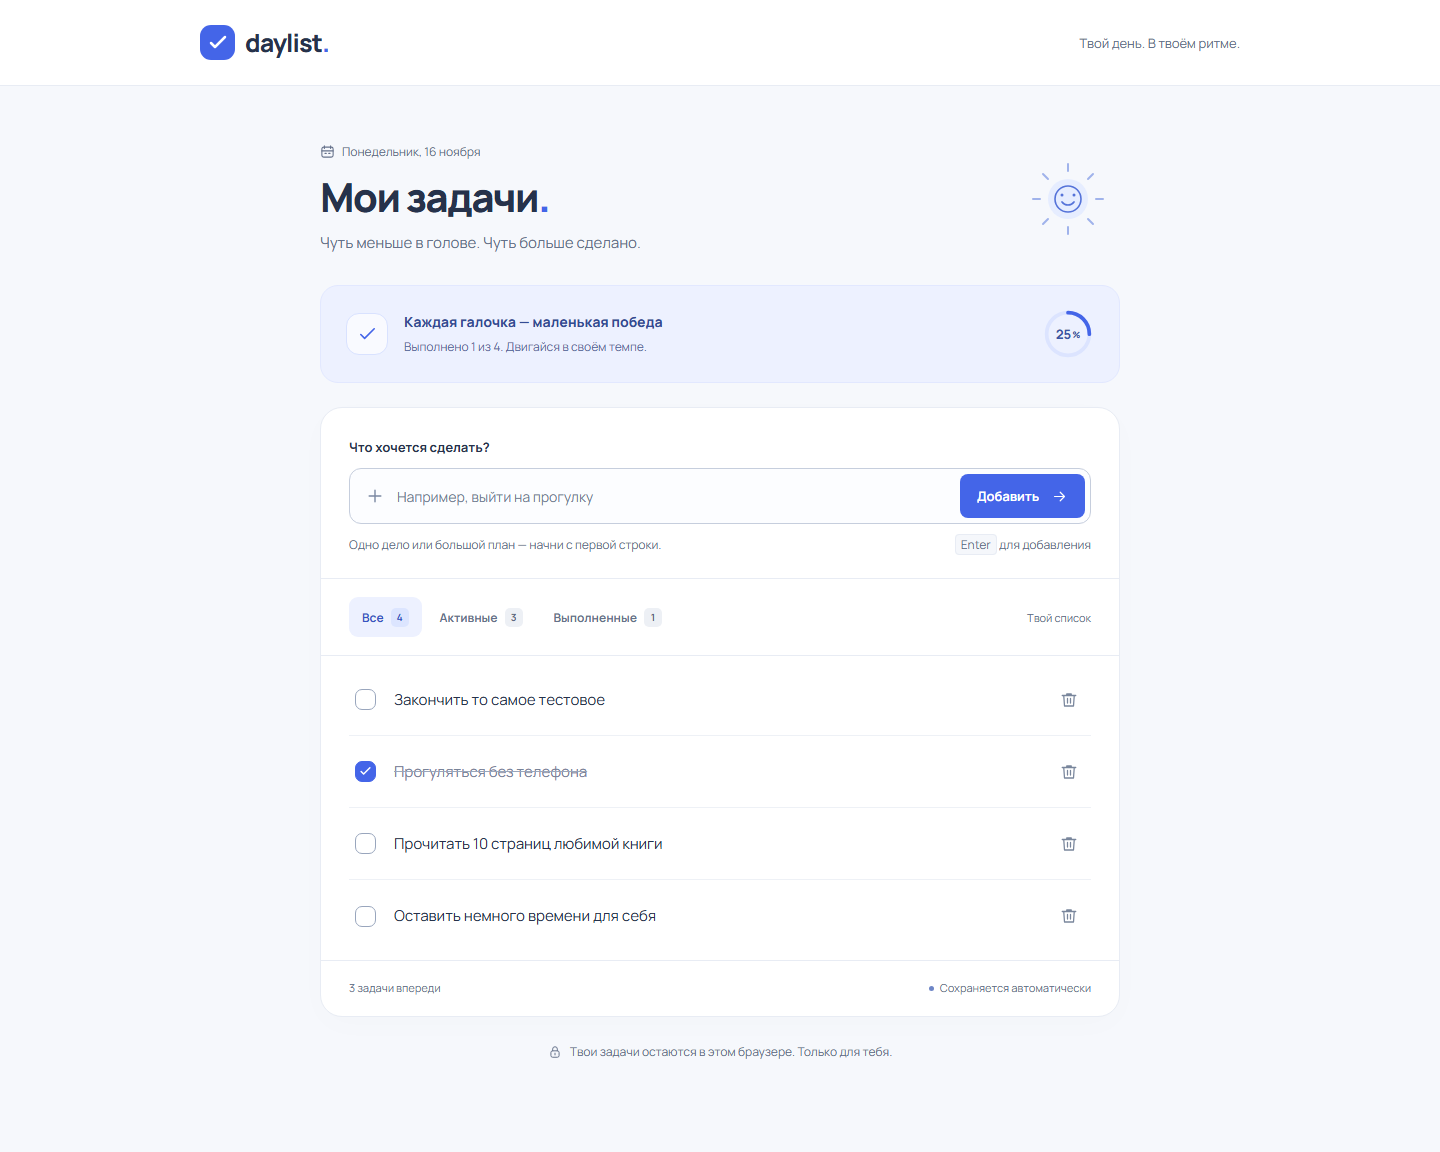 daylist.
Твой день. В твоём ритме.
Понедельник, 16 ноября
Мои задачи.
Чуть меньше в голове. Чуть больше сделано.
Каждая галочка — маленькая победа
Выполнено 1 из 4. Двигайся в своём темпе.
25%
Что хочется сделать?
Например, выйти на прогулку
Добавить
Одно дело или большой план — начни с первой строки.
Enter для добавления
Все 4
Активные 3
Выполненные 1
Твой список
Закончить то самое тестовое
Прогуляться без телефона
Прочитать 10 страниц любимой книги
Оставить немного времени для себя
3 задачи впереди
Сохраняется автоматически
Твои задачи остаются в этом браузере. Только для тебя.